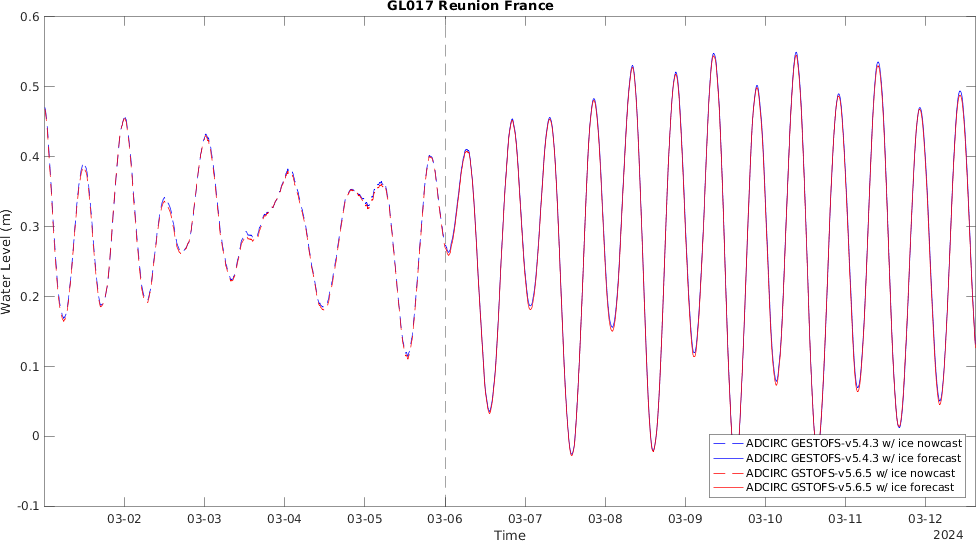 GL017 Reunion France
0.6
0.5
0.4
0.3
0.2
0.1
0
-0.1
Water Level (m)
ADCIRC GESTOFS-v5.4.3 w/ ice nowcast
ADCIRC GESTOFS-v5.4.3 w/ ice forecast
ADCIRC GSTOFS-v5.6.5 w/ ice nowcast
ADCIRC GSTOFS-v5.6.5 w/ ice forecast
03-02 03-03 03-04 03-05 03-06 03-07 03-08 03-09 03-10 03-11 03-12
Time
2024